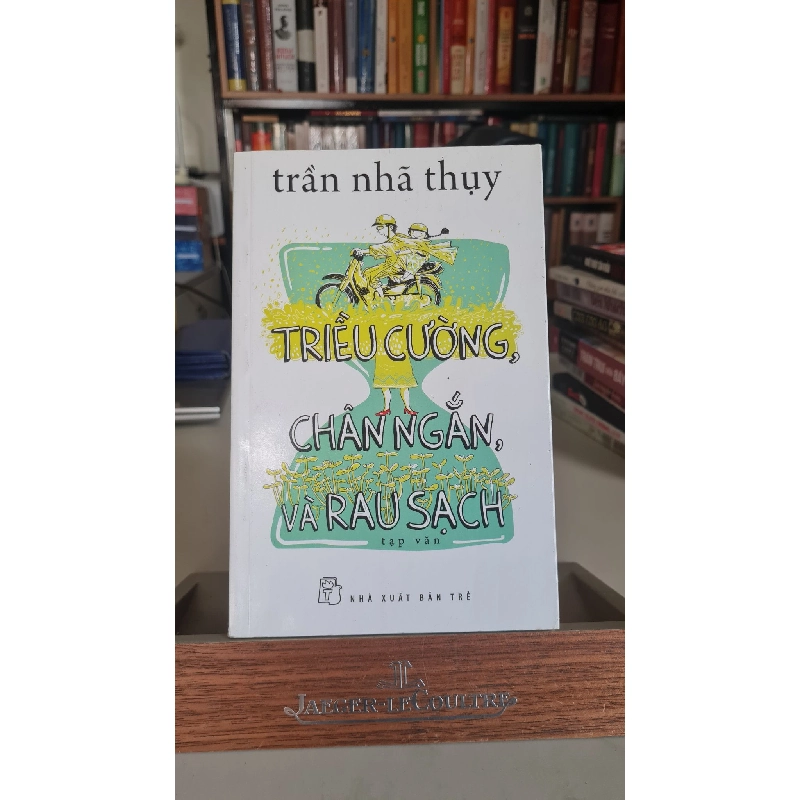 trần nhã thụy
TRIỀU CƯỜNG,
CHÂN NGẮN,
VÀ RAU SẠCH
tạp văn
NHÀ XUẤT BẢN TRẺ
JAEGER-LECOULTRE